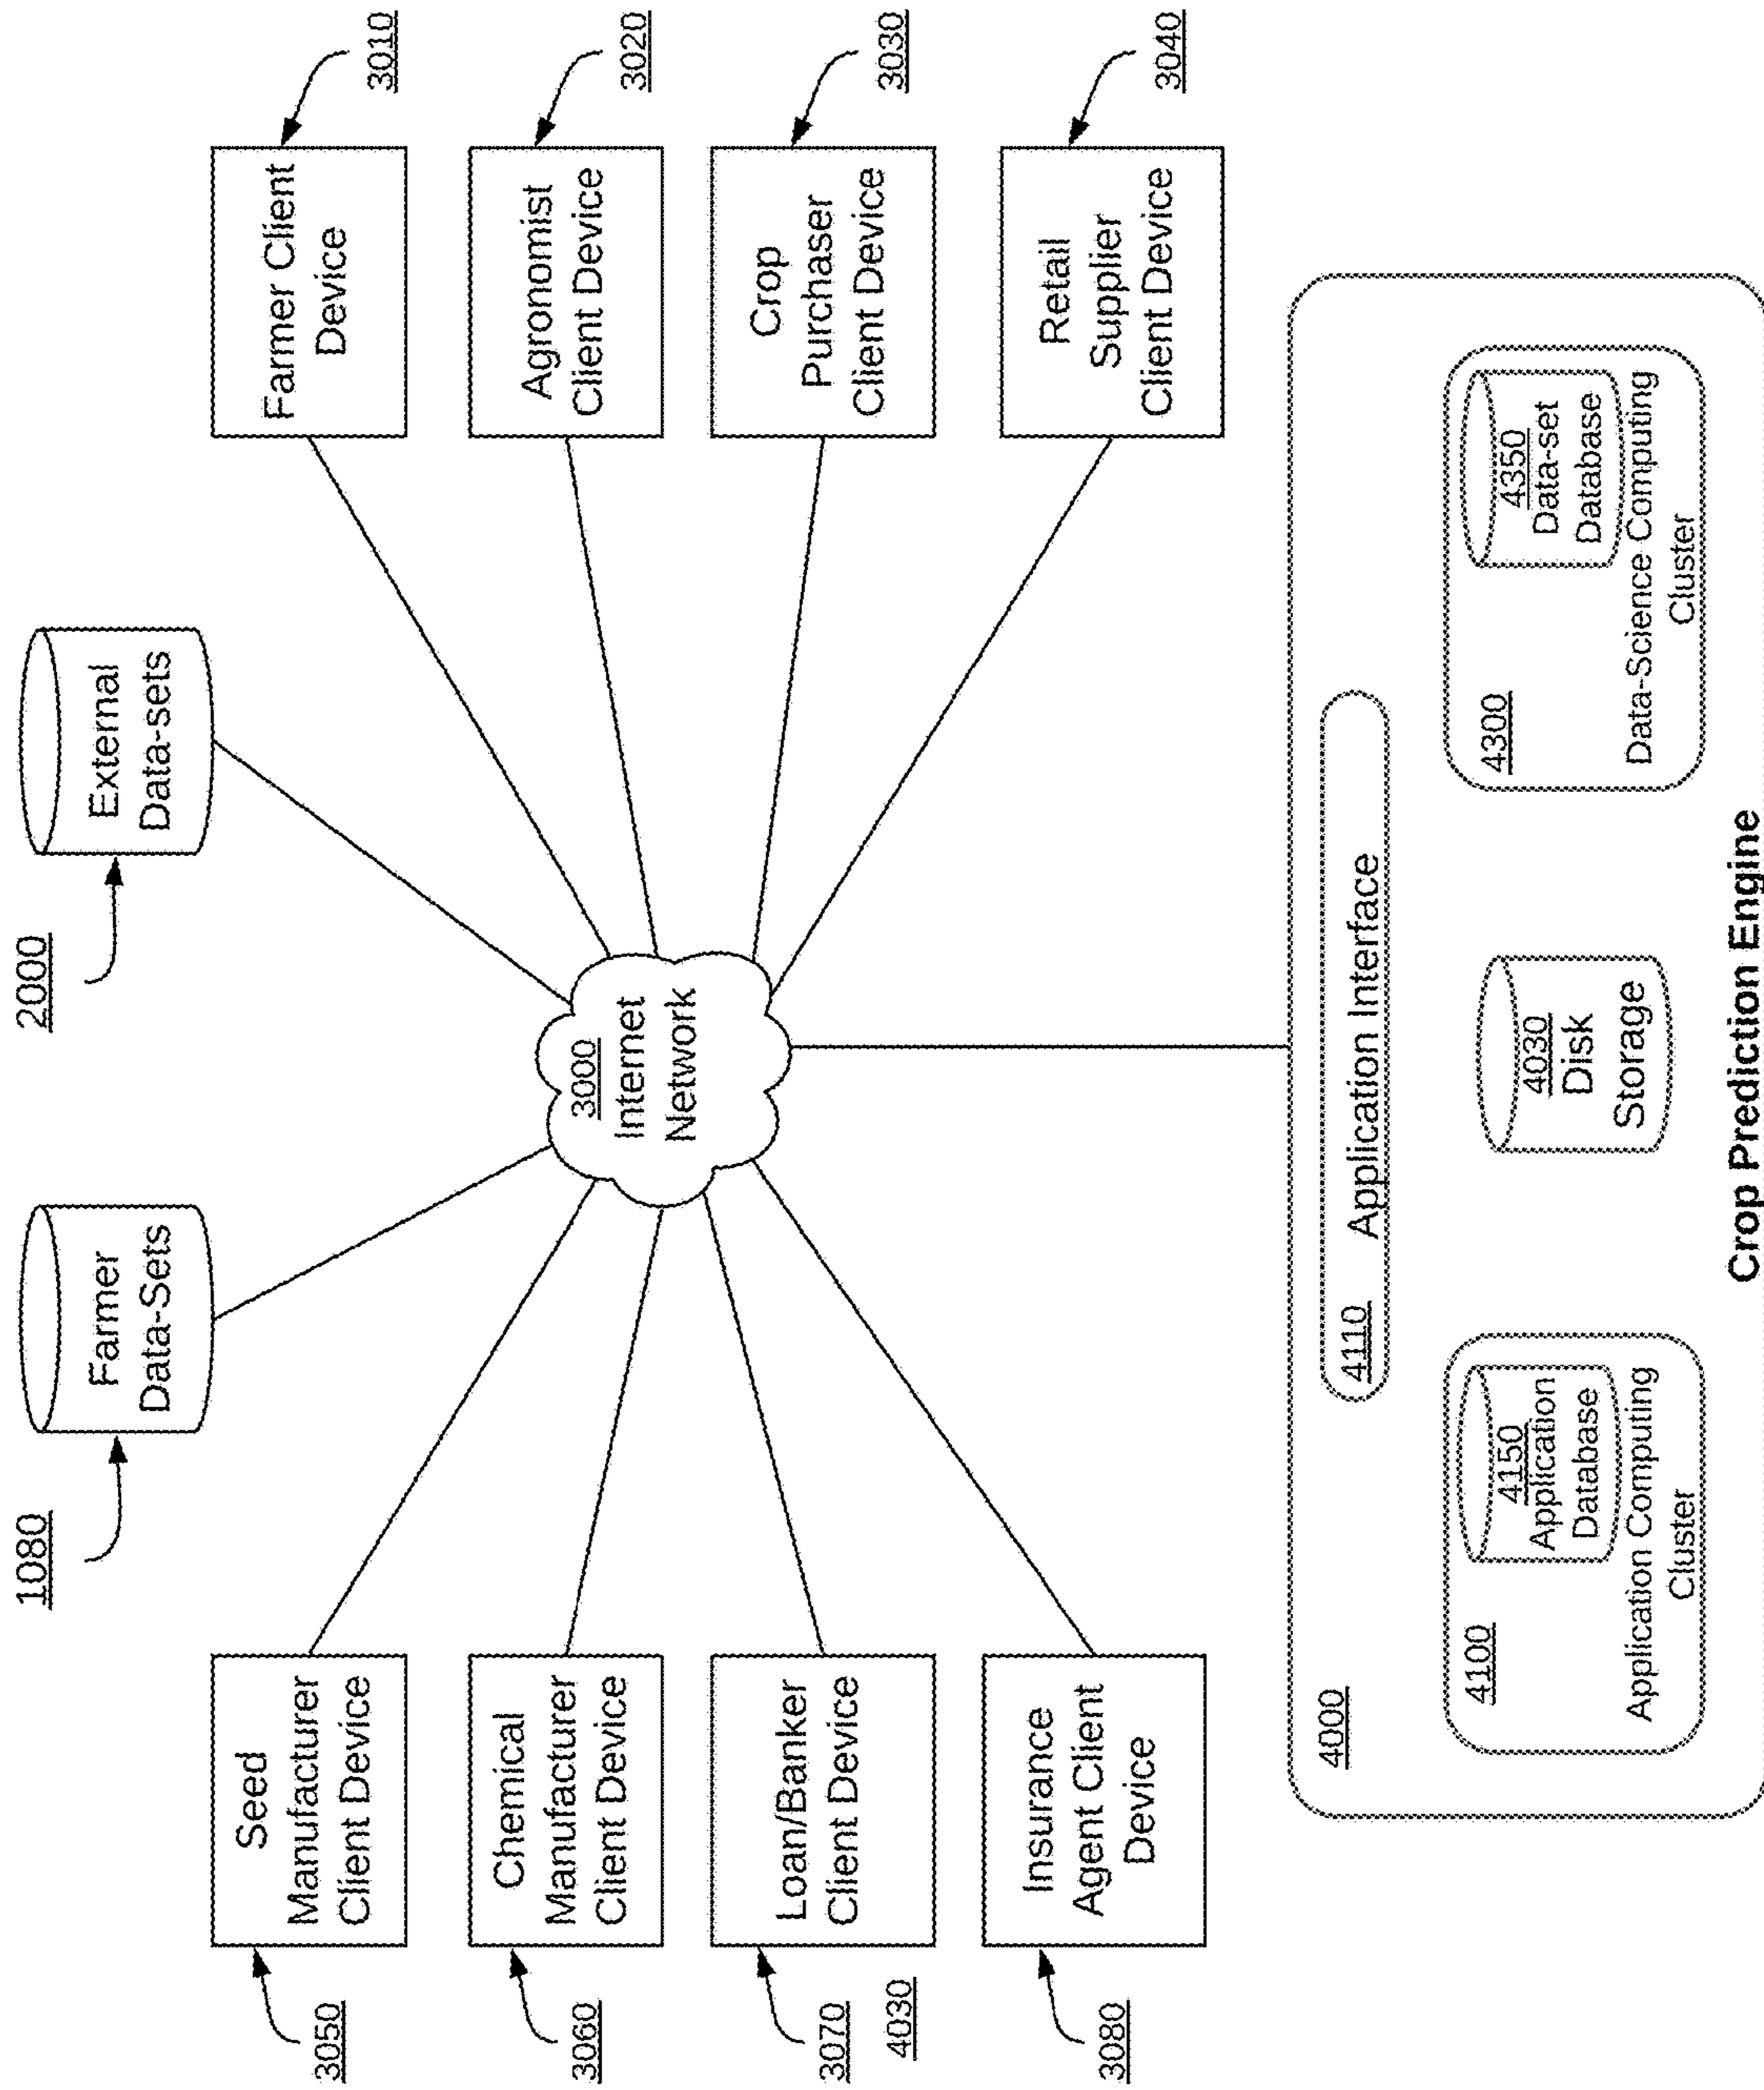 1080
Farmer
Data-Sets
2000
External
Data-sets
3050
Seed
Manufacturer
Client Device
3060
Chemical
Manufacturer
Client Device
3070
4030
Loan/Banker
Client Device
3080
Insurance
Agent Client
Device
3000
Internet
Network
Farmer Client
Device
3010
Agronomist
Client Device
3020
Crop
Purchaser
Client Device
3030
Retail
Supplier
Client Device
3040
4000
4110 Application Interface
4100
4150
Application
Database
Application Computing
Cluster
4030
Disk
Storage
4300
4350
Data-set
Database
Data-Science Computing
Cluster
Crop Prediction Engine